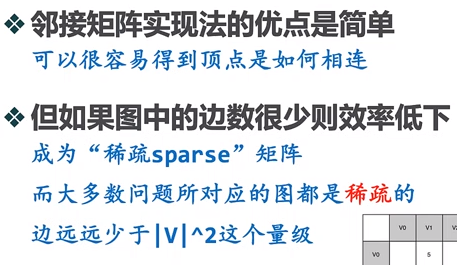 ❖ 邻接矩阵实现法的优点是简单
可以很容易得到顶点是如何相连
❖ 但如果图中的边数很少则效率低下
成为“稀疏sparse”矩阵
而大多数问题所对应的图都是稀疏的
边远远少于|V|^2这个量级
V0 V1
V0 5